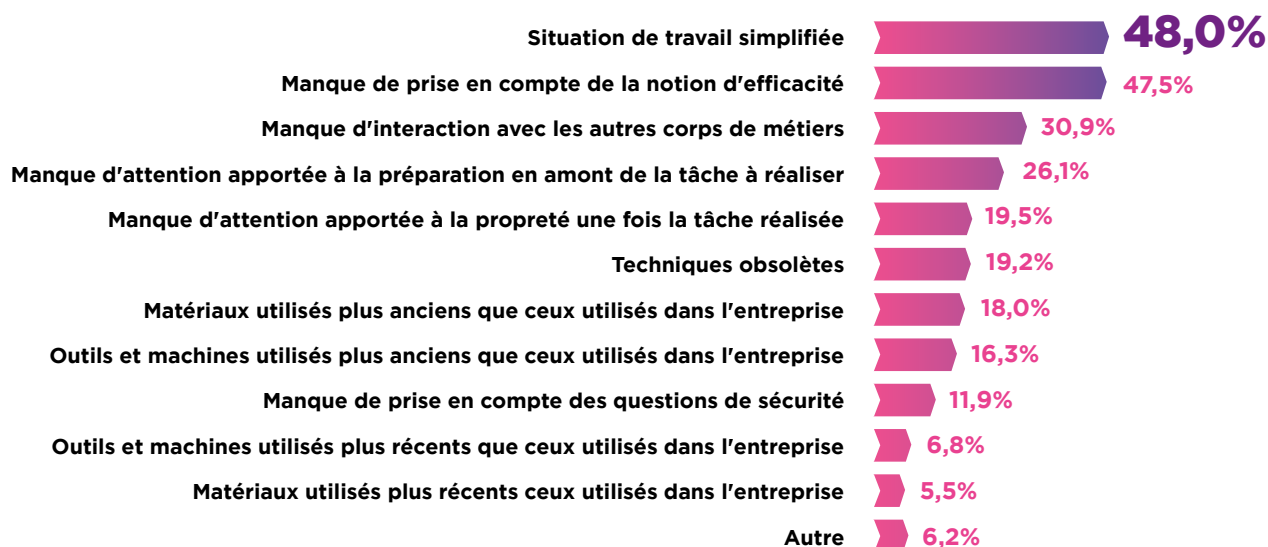 Situation de travail simplifiée 48,0%
Manque de prise en compte de la notion d'efficacité 47,5%
Manque d'interaction avec les autres corps de métiers 30,9%
Manque d'attention apportée à la préparation en amont de la tâche à réaliser 26,1%
Manque d'attention apportée à la propreté une fois la tâche réalisée 19,5%
Techniques obsolètes 19,2%
Matériaux utilisés plus anciens que ceux utilisés dans l'entreprise 18,0%
Outils et machines utilisés plus anciens que ceux utilisés dans l'entreprise 16,3%
Manque de prise en compte des questions de sécurité 11,9%
Outils et machines utilisés plus récents que ceux utilisés dans l'entreprise 6,8%
Matériaux utilisés plus récents ceux utilisés dans l'entreprise 5,5%
Autre 6,2%